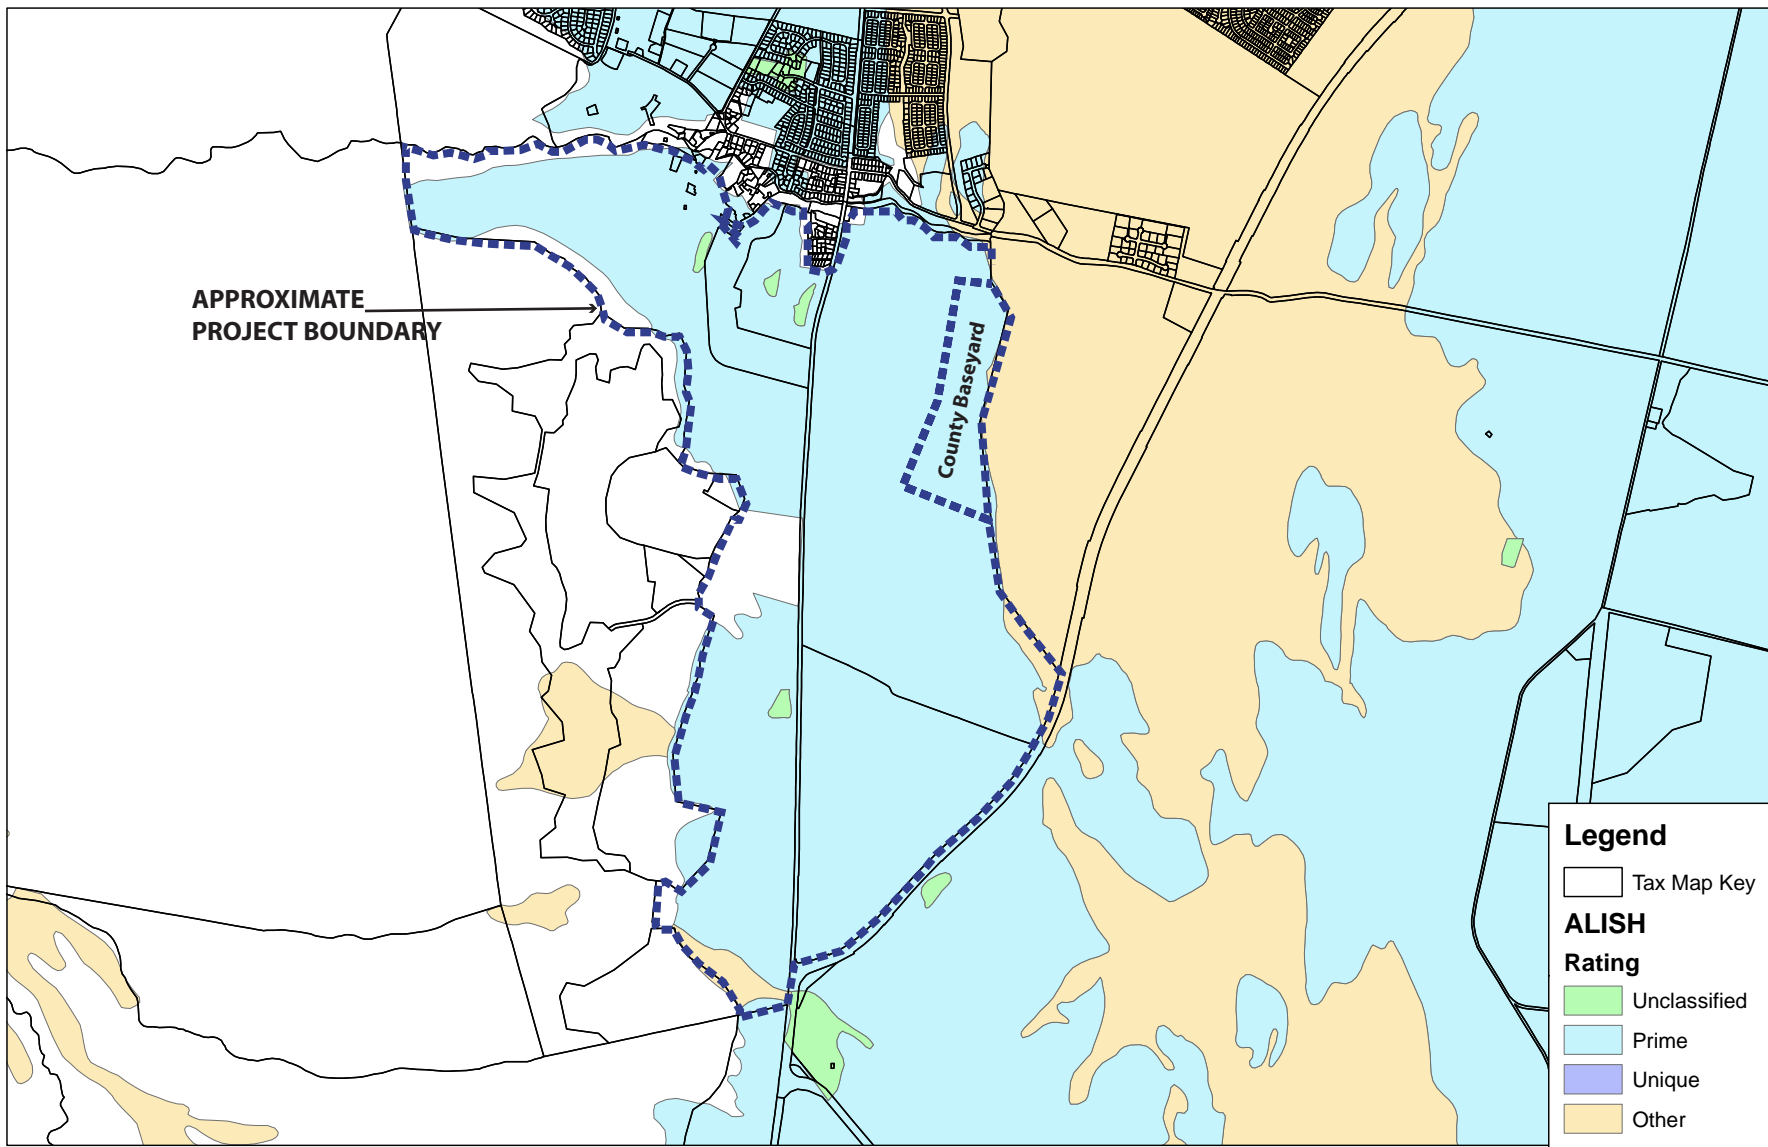 APPROXIMATE
PROJECT BOUNDARY
County Baseyard
Legend
Tax Map Key
ALISH
Rating
Unclassified
Prime
Unique
Other